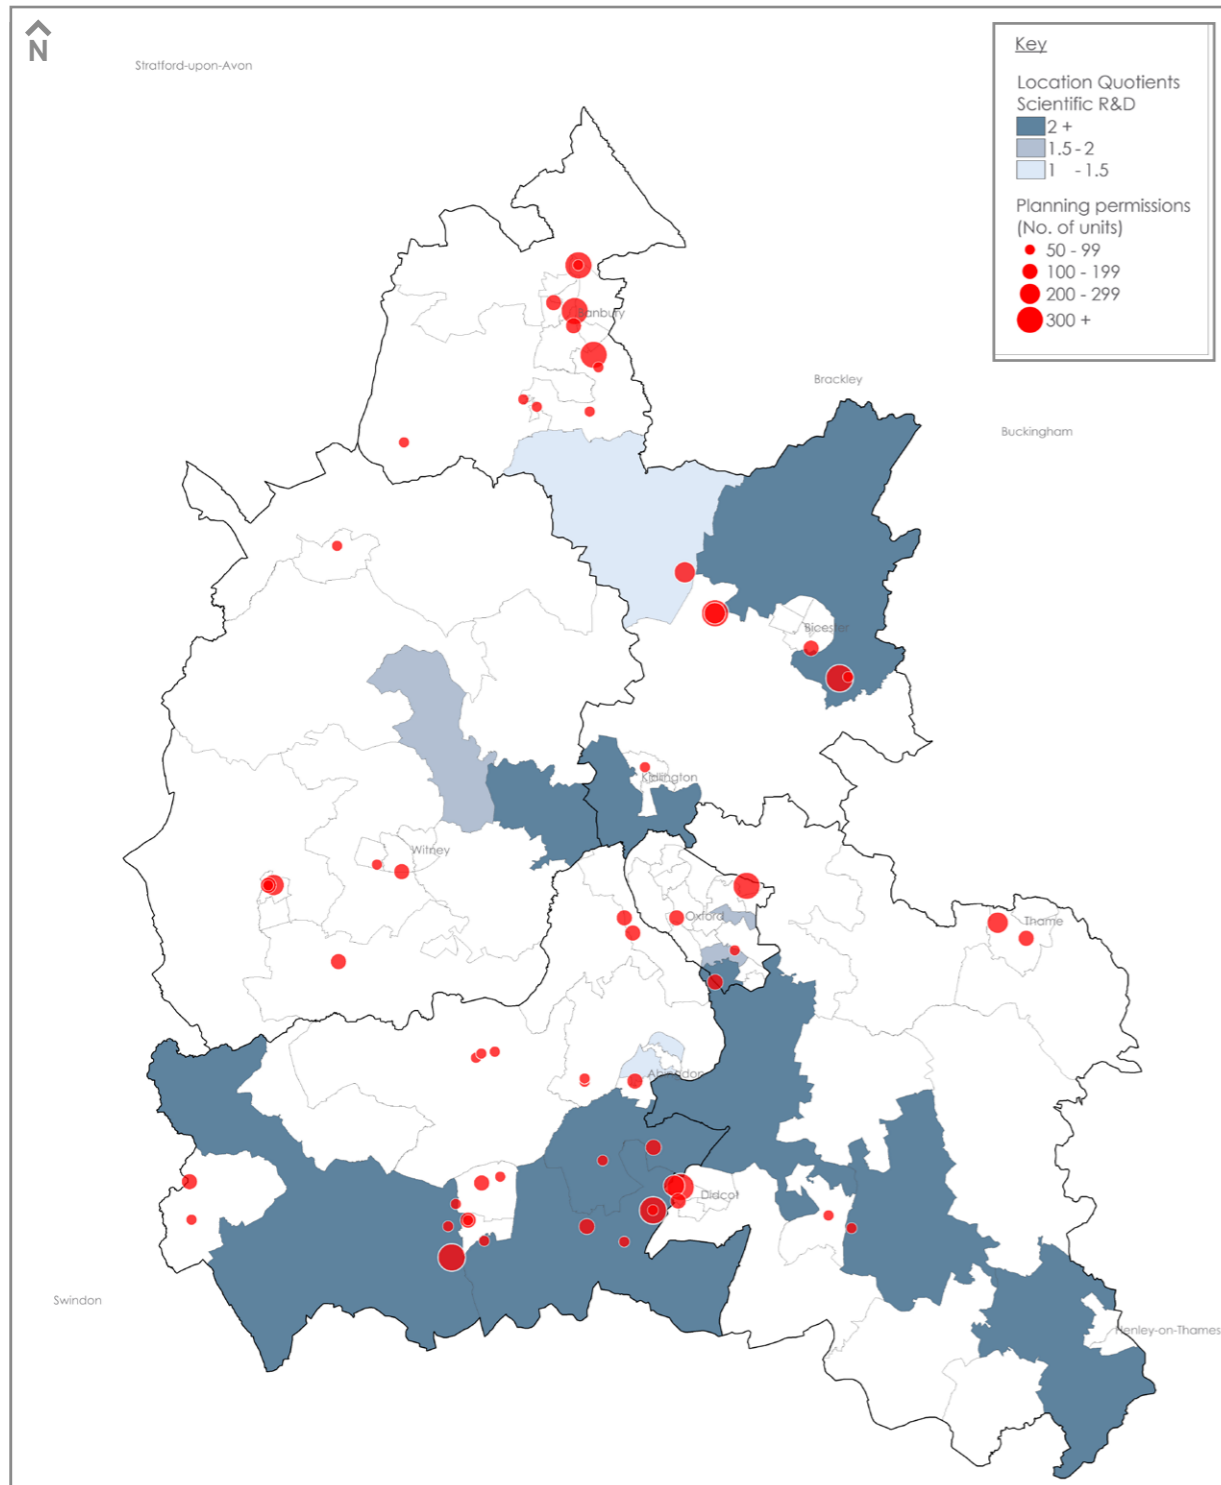 N
Stratford-upon-Avon
Key
Location Quotients
Scientific R&D
2 +
1.5 - 2
1 - 1.5
Planning permissions
(No. of units)
50 - 99
100 - 199
200 - 299
300 +
Banbury
Brackley
Buckingham
Bicester
Kidlington
Witney
Oxford
Thame
Abingdon
Didcot
Swindon
Henley-on-Thames